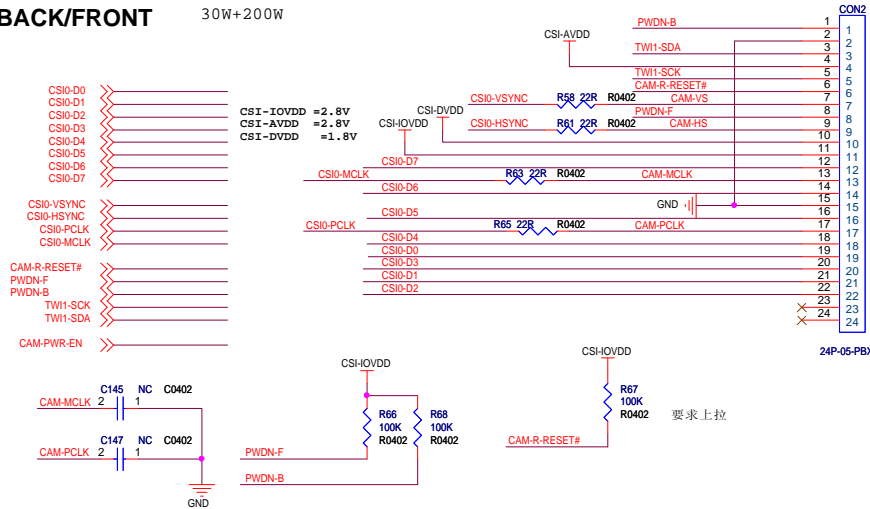 BACK/FRONT 30W+200W
CON2
PWDN-B 1 1
2 2
CSI-AVDD
TWI1-SDA 3 3
4 4
TWI1-SCK 5 5
CAM-R-RESET# 6 6
CSI0-VSYNC R58 22R R0402 CAM-VS 7 7
PWDN-F 8 8
CSI0-HSYNC R61 22R R0402 CAM-HS 9 9
CSI-DVDD 10 10
CSI-IOVDD 11 11
CSI0-D7 12 12
CSI0-MCLK R63 22R R0402 CAM-MCLK 13 13
CSI0-D6 14 14
GND 15 15
CSI0-D5 16 16
CSI0-PCLK R65 22R R0402 CAM-PCLK 17 17
CSI0-D4 18 18
CSI0-D0 19 19
CSI0-D3 20 20
CSI0-D1 21 21
CSI0-D2 22 22
23 23
24 24
24P-05-PBX
CSI-IOVDD =2.8V
CSI-AVDD =2.8V
CSI-DVDD =1.8V
CSI0-D0
CSI0-D1
CSI0-D2
CSI0-D3
CSI0-D4
CSI0-D5
CSI0-D6
CSI0-D7
CSI0-VSYNC
CSI0-HSYNC
CSI0-PCLK
CSI0-MCLK
CAM-R-RESET#
PWDN-F
PWDN-B
TWI1-SCK
TWI1-SDA
CAM-PWR-EN
C145 NC C0402
CAM-MCLK 2 1
C147 NC C0402
CAM-PCLK 2 1
GND
CSI-IOVDD
R66 R68
100K 100K
R0402 R0402
PWDN-F
PWDN-B
CSI-IOVDD
R67
100K
R0402 要求上拉
CAM-R-RESET#